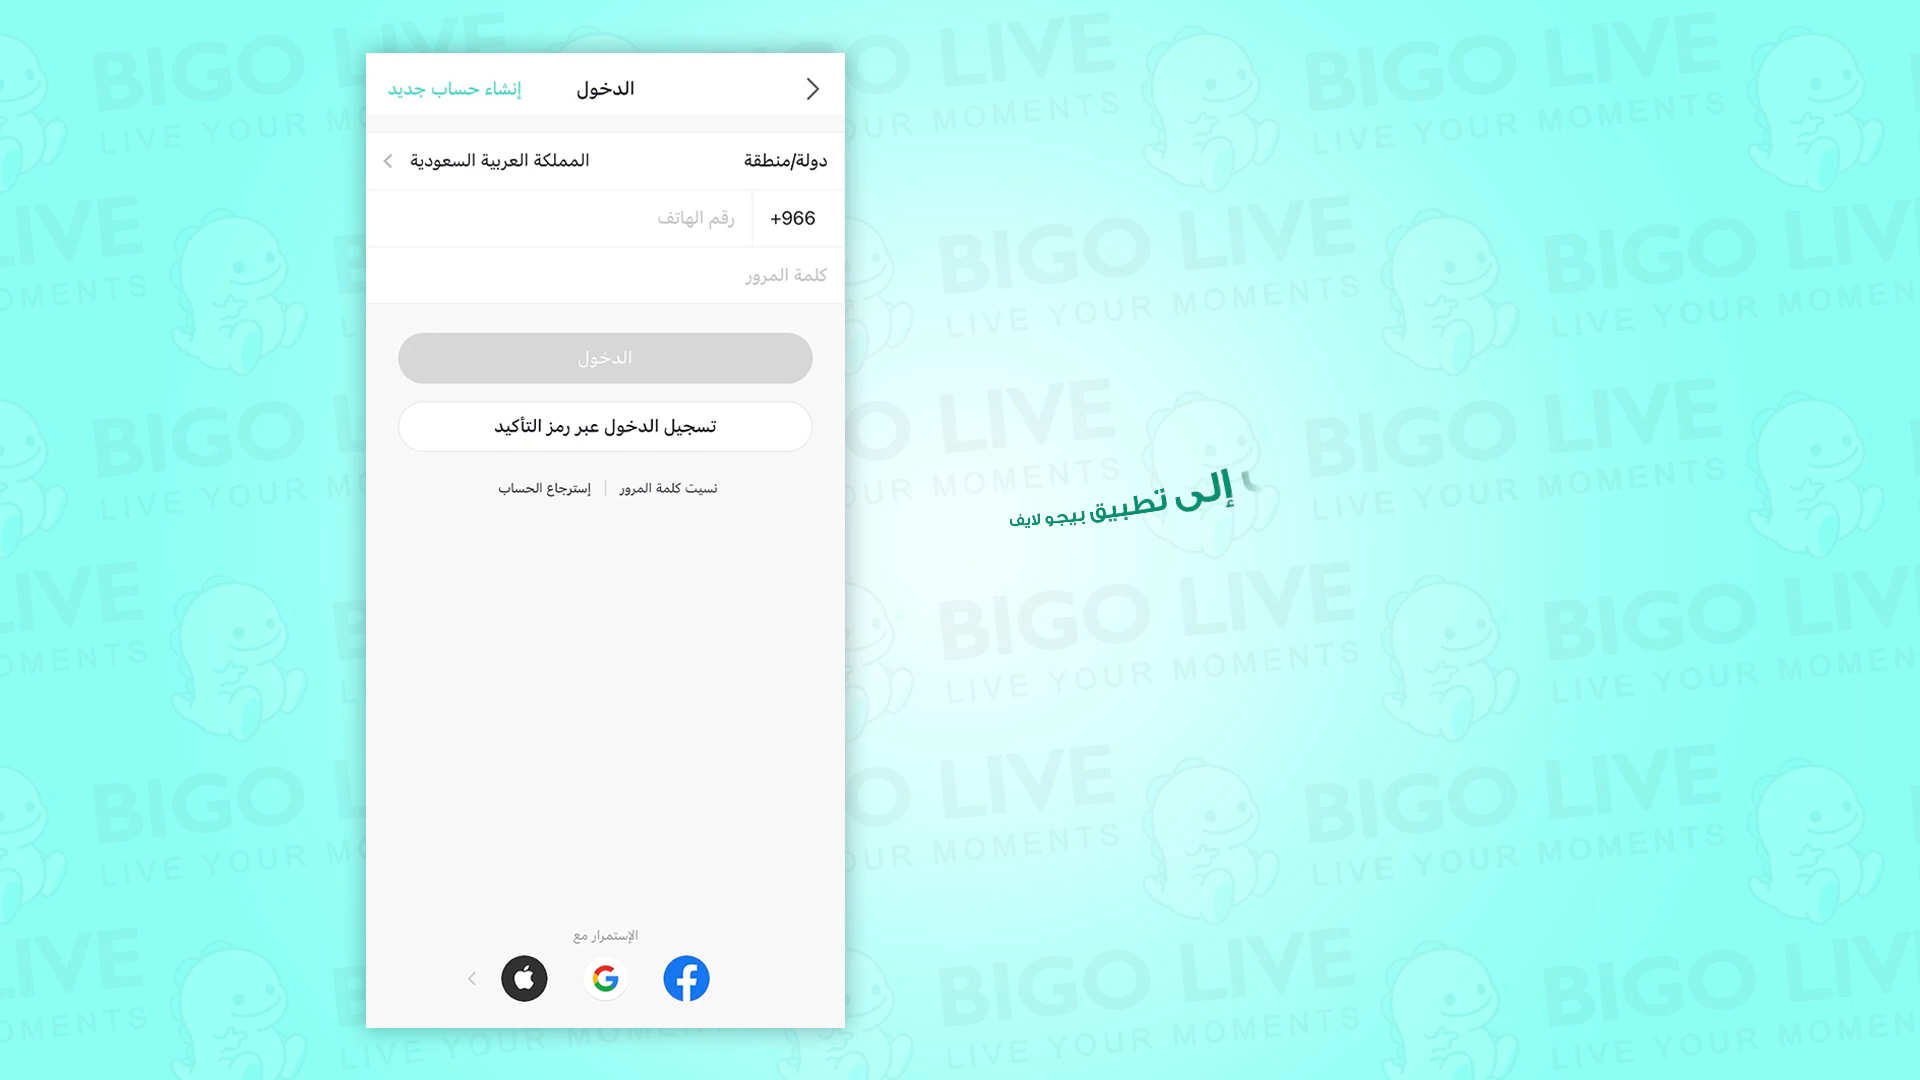 الدخول
إنشاء حساب جديد
دولة/منطقة
المملكة العربية السعودية
+966
رقم الهاتف
كلمة المرور
الدخول
تسجيل الدخول عبر رمز التأكيد
نسيت كلمة المرور | إسترجاع الحساب
الإستمرار مع
إلى تطبيق بيجو لايف
BIGO LIVE
LIVE YOUR MOMENTS